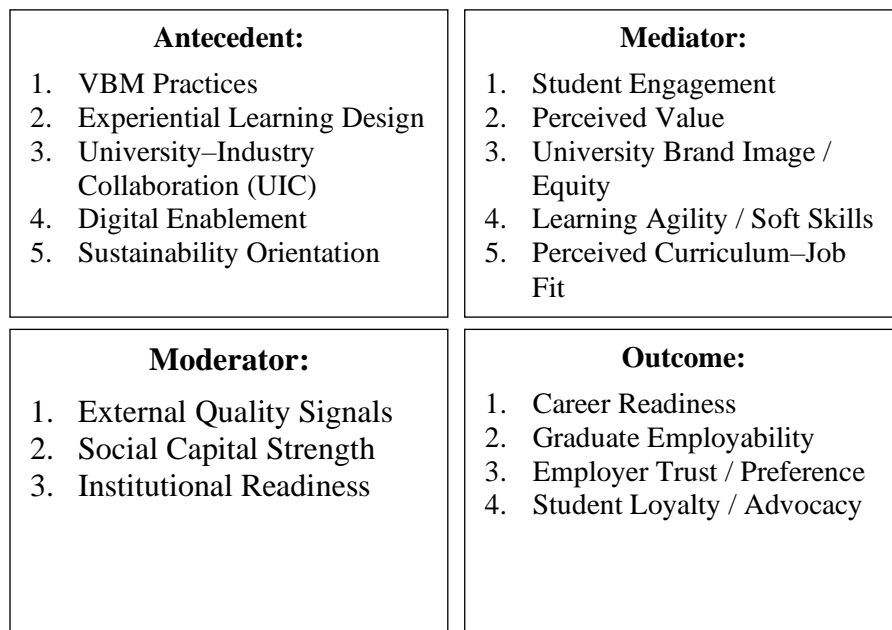 Antecedent:
1. VBM Practices
2. Experiential Learning Design
3. University–Industry
Collaboration (UIC)
4. Digital Enablement
5. Sustainability Orientation
Mediator:
1. Student Engagement
2. Perceived Value
3. University Brand Image /
Equity
4. Learning Agility / Soft Skills
5. Perceived Curriculum–Job
Fit
Moderator:
1. External Quality Signals
2. Social Capital Strength
3. Institutional Readiness
Outcome:
1. Career Readiness
2. Graduate Employability
3. Employer Trust / Preference
4. Student Loyalty / Advocacy